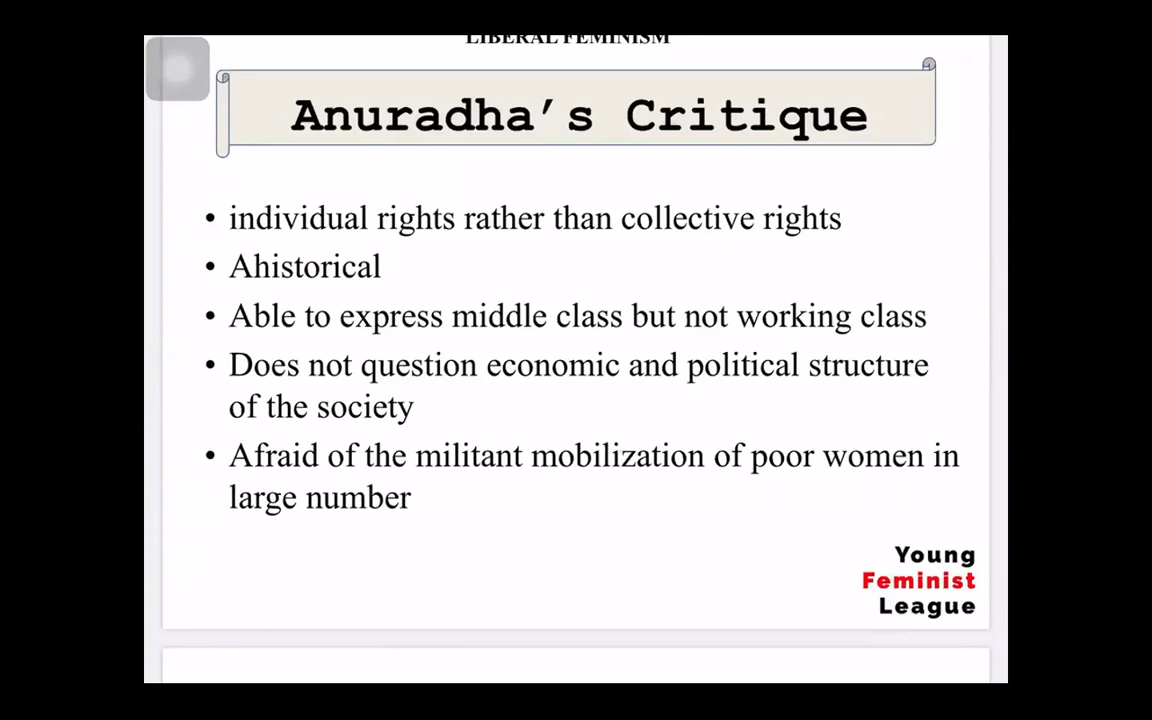 LIBERAL FEMINISM
Anuradha's Critique
• individual rights rather than collective rights
• Ahistorical
• Able to express middle class but not working class
• Does not question economic and political structure
of the society
• Afraid of the militant mobilization of poor women in
large number
Young
Feminist
League